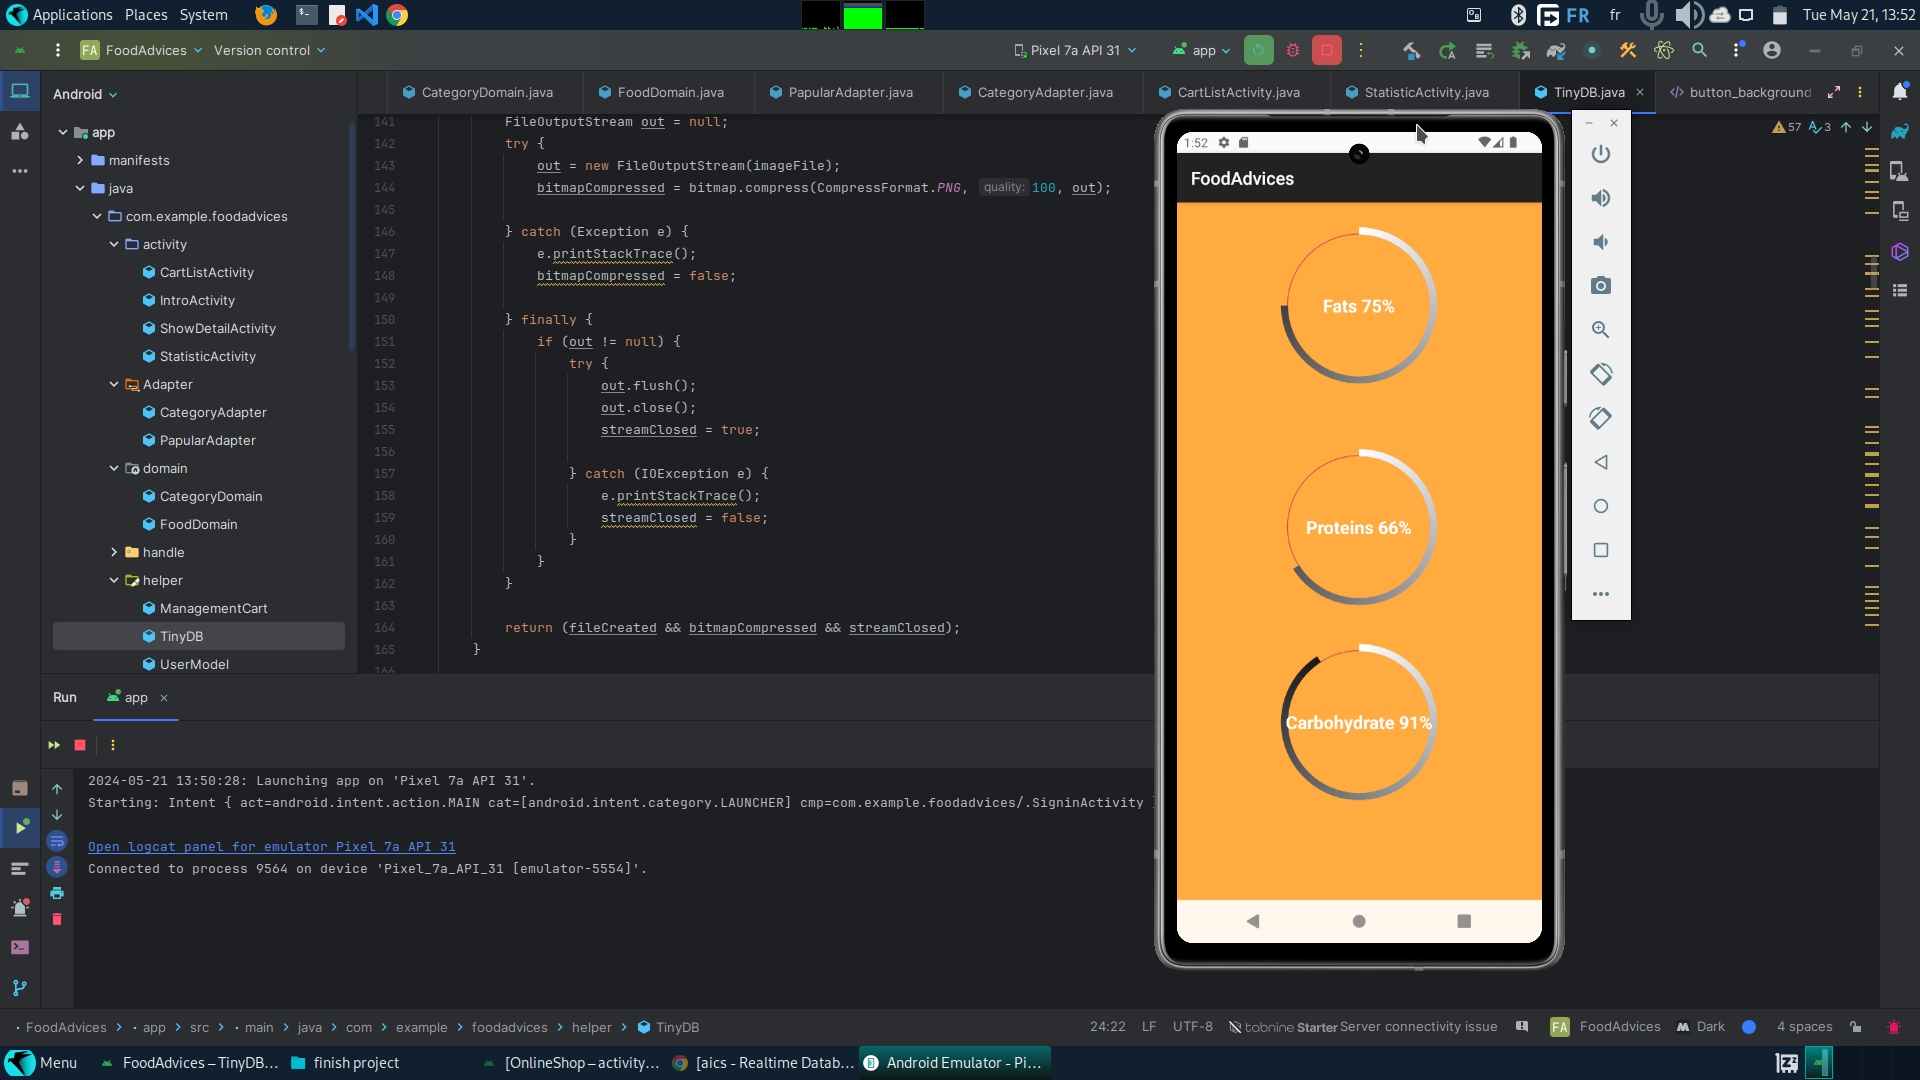 Applications Places System
FR fr Tue May 21, 13:52
FA FoodAdvices Version control
Pixel 7a API 31 app
Android
CategoryDomain.java FoodDomain.java PapularAdapter.java CategoryAdapter.java CartListActivity.java StatisticActivity.java TinyDB.java button_background
57 3
app
manifests
java
com.example.foodadvices
activity
CartListActivity
IntroActivity
ShowDetailActivity
StatisticActivity
Adapter
CategoryAdapter
PapularAdapter
domain
CategoryDomain
FoodDomain
handle
helper
ManagementCart
TinyDB
UserModel
141 FileOutputStream out = null;
142 try {
143 out = new FileOutputStream(imageFile);
144 bitmapCompressed = bitmap.compress(CompressFormat.PNG, quality: 100, out);
145
146 } catch (Exception e) {
147 e.printStackTrace();
148 bitmapCompressed = false;
149
150 } finally {
151 if (out != null) {
152 try {
153 out.flush();
154 out.close();
155 streamClosed = true;
156
157 } catch (IOException e) {
158 e.printStackTrace();
159 streamClosed = false;
160 }
161 }
162 }
163
164 return (fileCreated && bitmapCompressed && streamClosed);
165 }
166
1:52
FoodAdvices
Fats 75%
Proteins 66%
Carbohydrate 91%
Run app
2024-05-21 13:50:28: Launching app on 'Pixel 7a API 31'.
Starting: Intent { act=android.intent.action.MAIN cat=[android.intent.category.LAUNCHER] cmp=com.example.foodadvices/.SigninActivity }
Open logcat panel for emulator Pixel 7a API 31
Connected to process 9564 on device 'Pixel_7a_API_31 [emulator-5554]'.
FoodAdvices > app > src > main > java > com > example > foodadvices > helper > TinyDB
24:22 LF UTF-8 tabnine Starter Server connectivity issue FA FoodAdvices Dark 4 spaces
Menu FoodAdvices – TinyDB... finish project [OnlineShop – activity... [aics - Realtime Datab... Android Emulator - Pi...